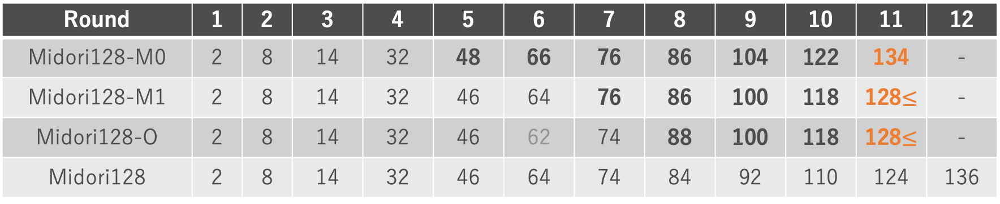 Round 1 2 3 4 5 6 7 8 9 10 11 12
Midori128-M0 2 8 14 32 48 66 76 86 104 122 134 -
Midori128-M1 2 8 14 32 46 64 76 86 100 118 128≤ -
Midori128-O 2 8 14 32 46 62 74 88 100 118 128≤ -
Midori128 2 8 14 32 46 64 74 84 92 110 124 136